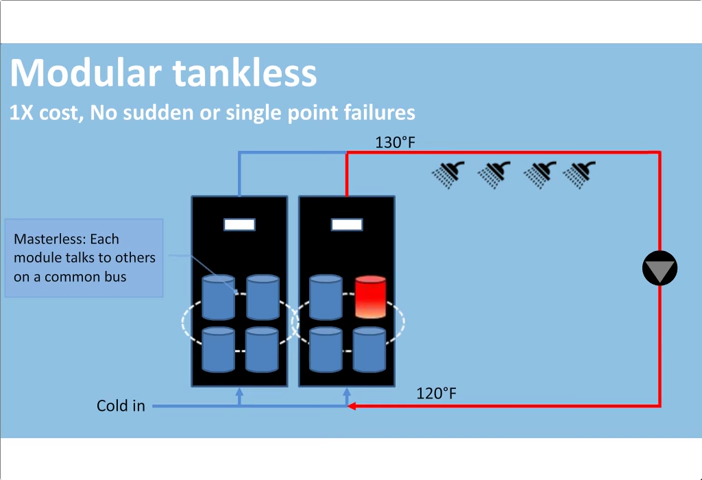 Modular tankless
1X cost, No sudden or single point failures
130°F
Masterless: Each
module talks to others
on a common bus
Cold in
120°F